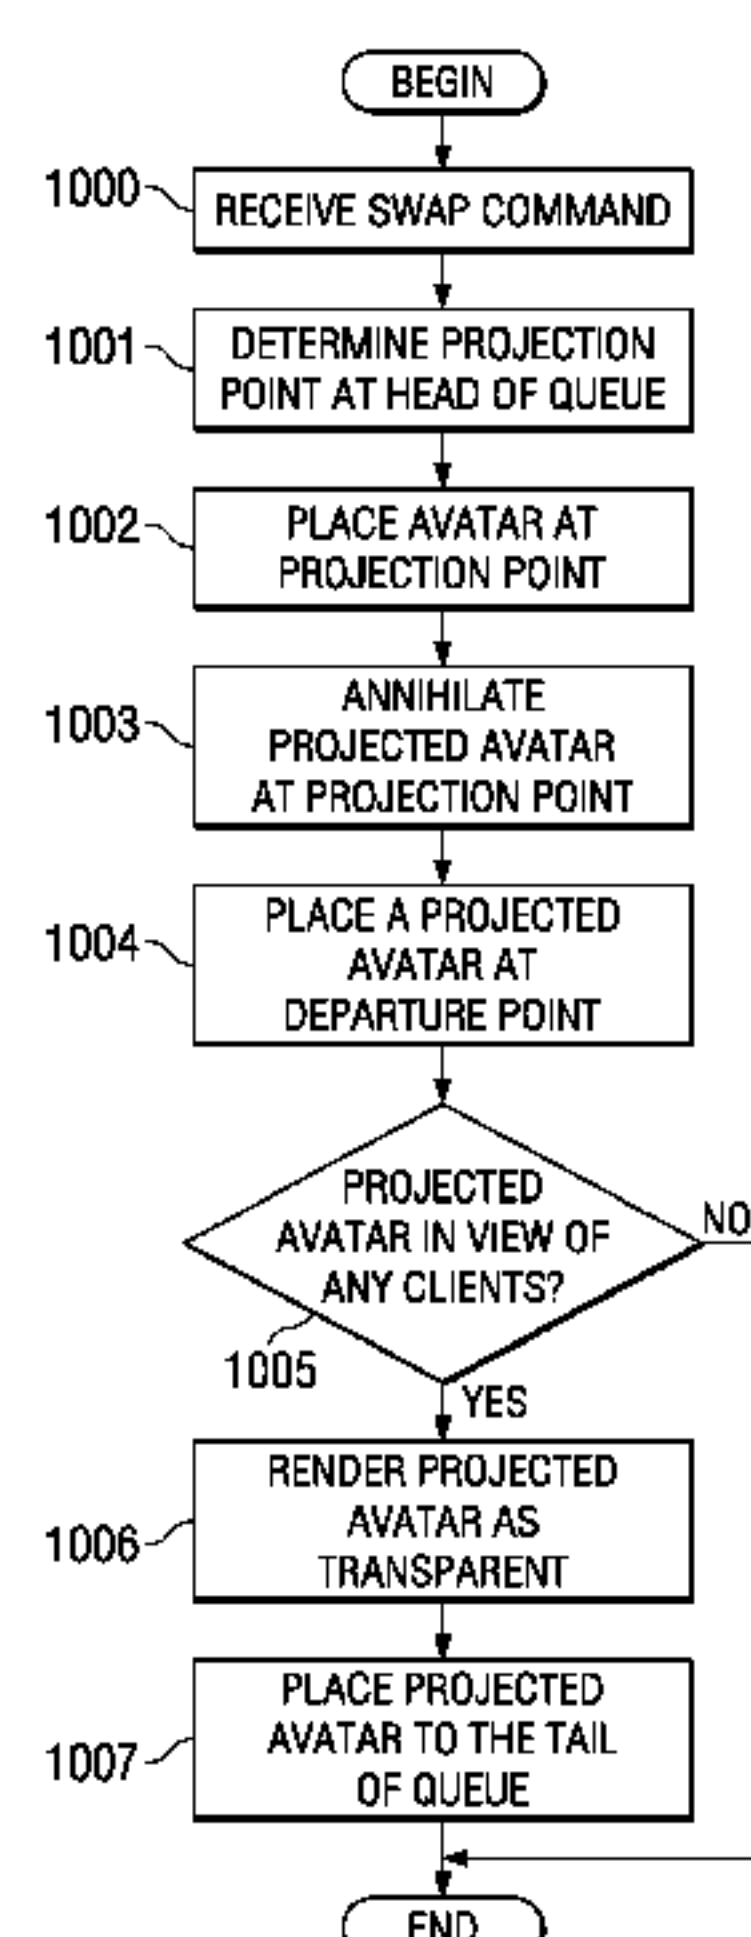 BEGIN
1000
RECEIVE SWAP COMMAND
1001
DETERMINE PROJECTION
POINT AT HEAD OF QUEUE
1002
PLACE AVATAR AT
PROJECTION POINT
1003
ANNIHILATE
PROJECTED AVATAR
AT PROJECTION POINT
1004
PLACE A PROJECTED
AVATAR AT
DEPARTURE POINT
PROJECTED
AVATAR IN VIEW OF
ANY CLIENTS?
NO
1005
YES
1006
RENDER PROJECTED
AVATAR AS
TRANSPARENT
1007
PLACE PROJECTED
AVATAR TO THE TAIL
OF QUEUE
END